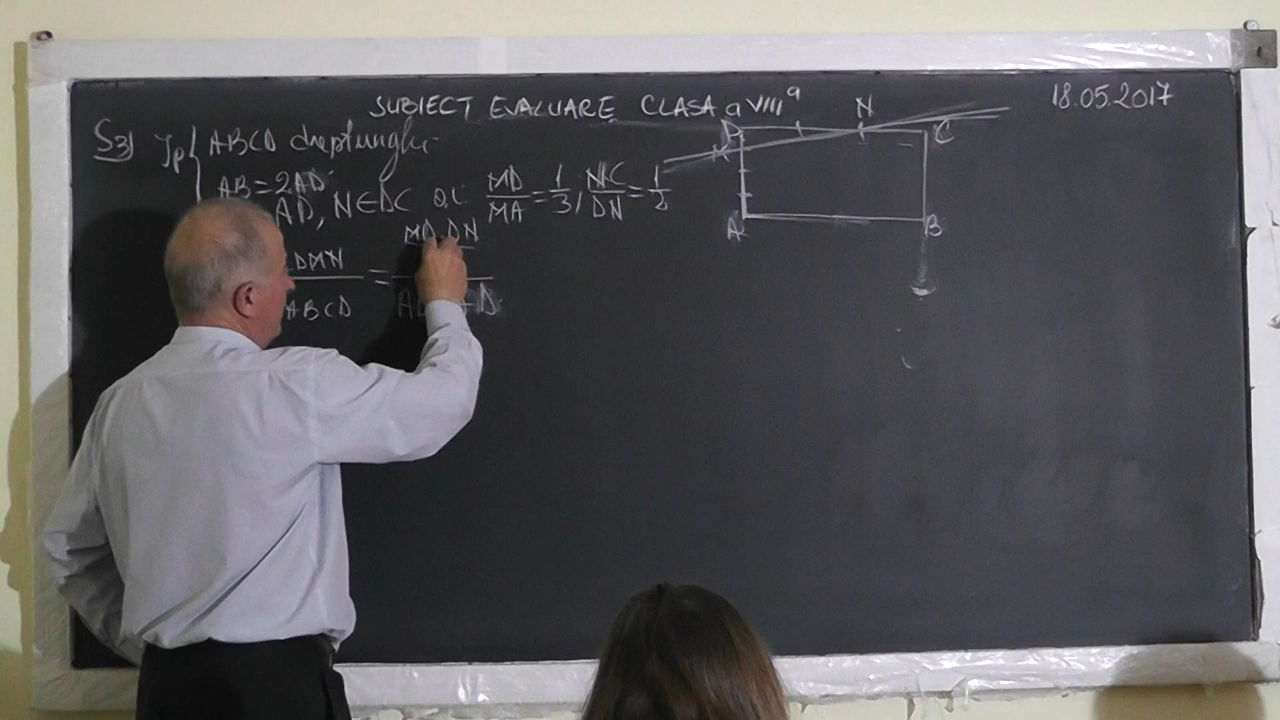 SUBIECT EVALUARE CLASA a VIII a
18.05.2017
S3) Ip { ABCD dreptunghi
AB = 2AD
AD, N∈DC a.î. MD/MA = 1/3, NC/DN = 1/2
DMN / ABCD = MD·DN /
D N C
M
A B